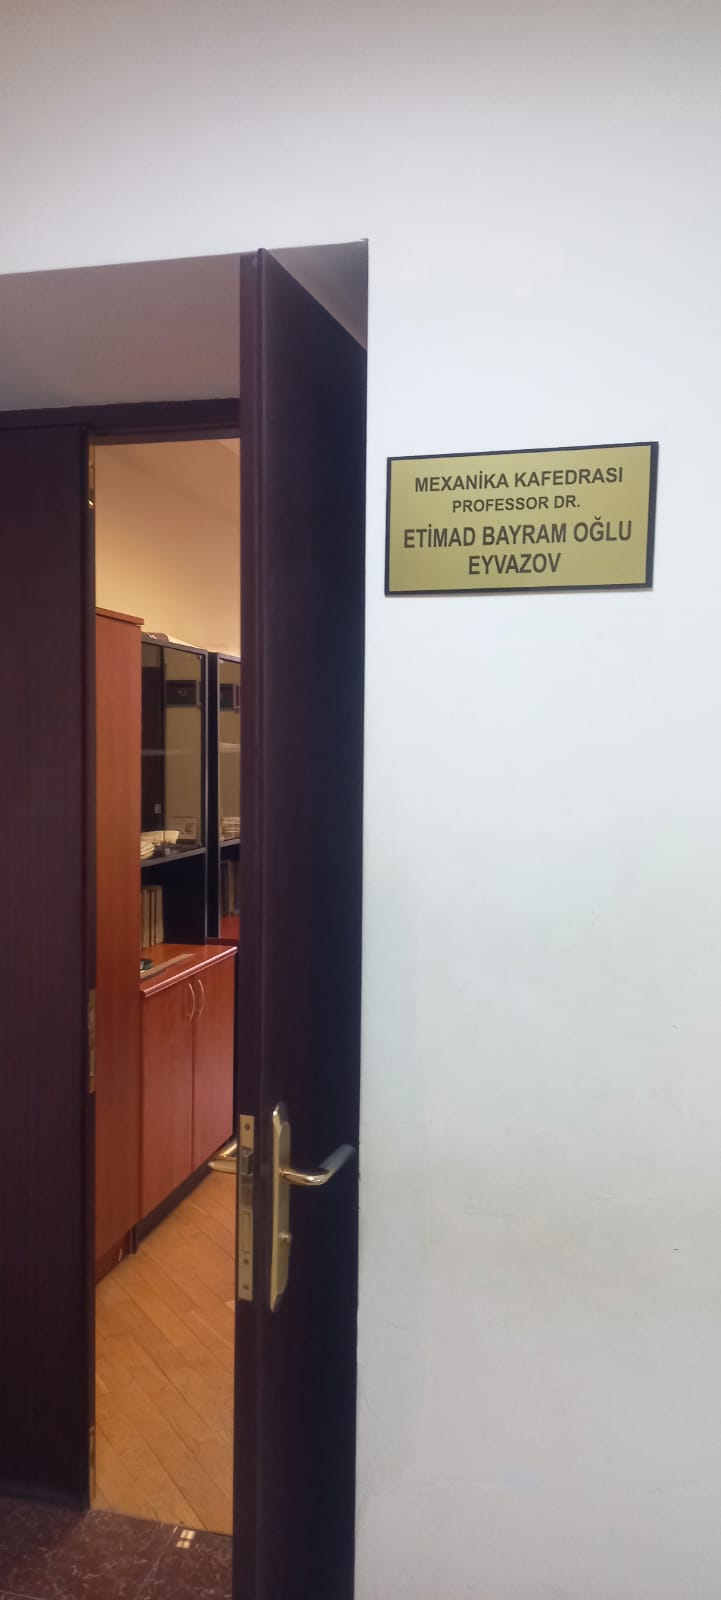 MEXANİKA KAFEDRASI
PROFESSOR DR.
ETİMAD BAYRAM OĞLU
EYVAZOV